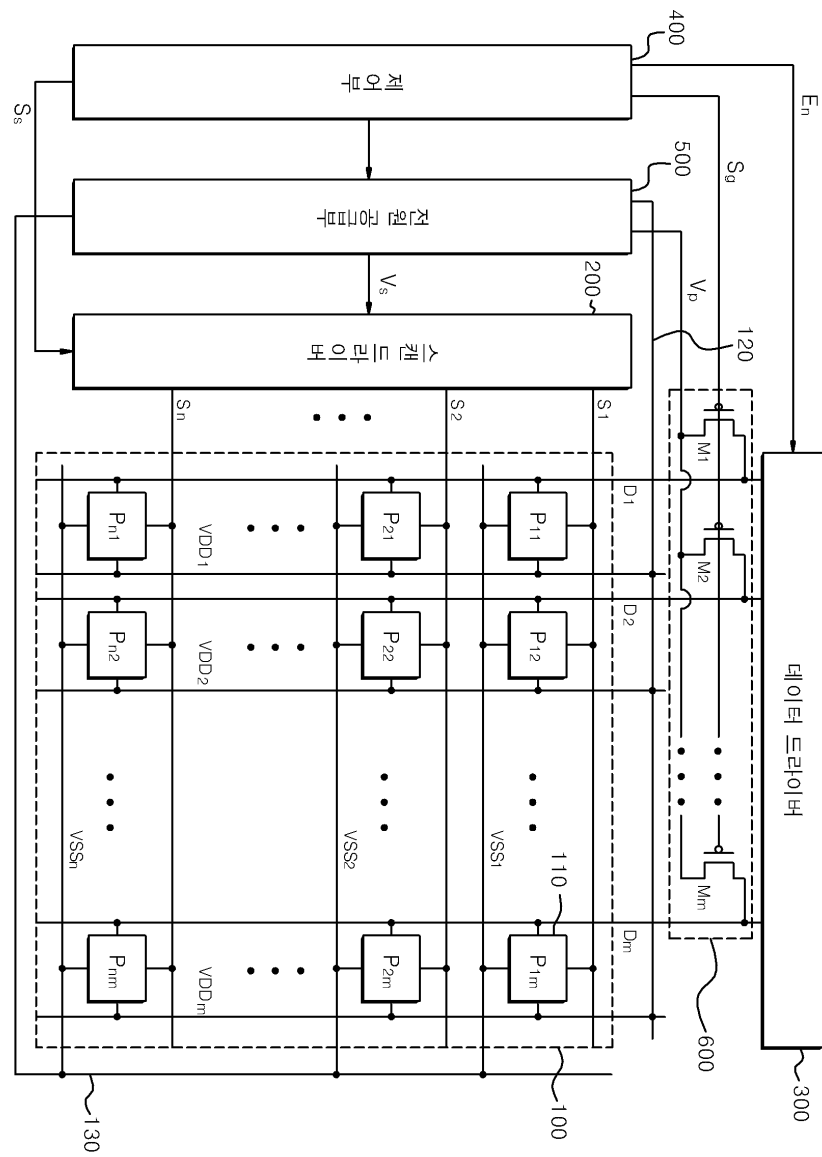 400
제어부
Ss
En
Sg
500
전원 공급부
Vs
Vp
200
스캔 드라이버
120
S1
S2
Sn
M1
M2
Mm
600
데이터 드라이버
300
D1
D2
Dm
P11
P12
P1m
110
VSS1
P21
P22
P2m
VSS2
Pn1
Pn2
Pnm
VSSn
VDD1
VDD2
VDDm
100
130